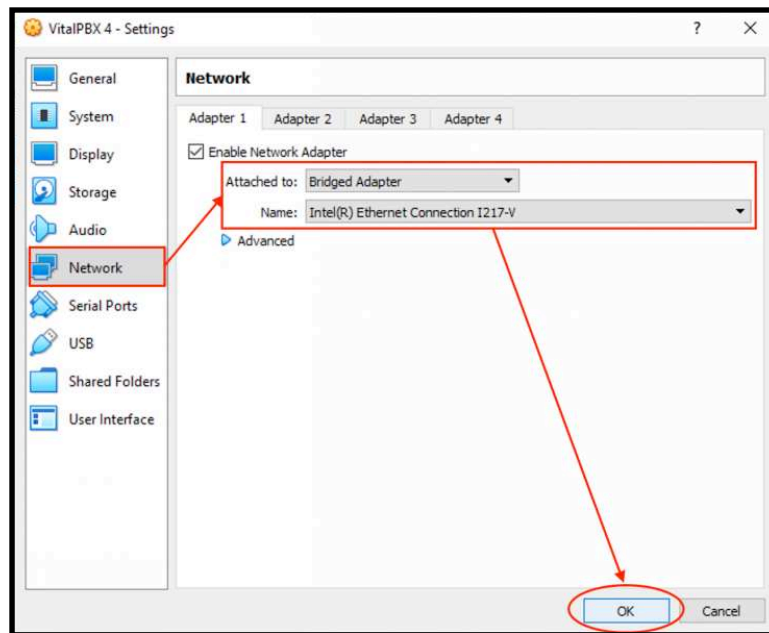 VitalPBX 4 - Settings
?
General
System
Display
Storage
Audio
Network
Serial Ports
USB
Shared Folders
User Interface
Network
Adapter 1 Adapter 2 Adapter 3 Adapter 4
Enable Network Adapter
Attached to: Bridged Adapter
Name: Intel(R) Ethernet Connection I217-V
Advanced
OK Cancel